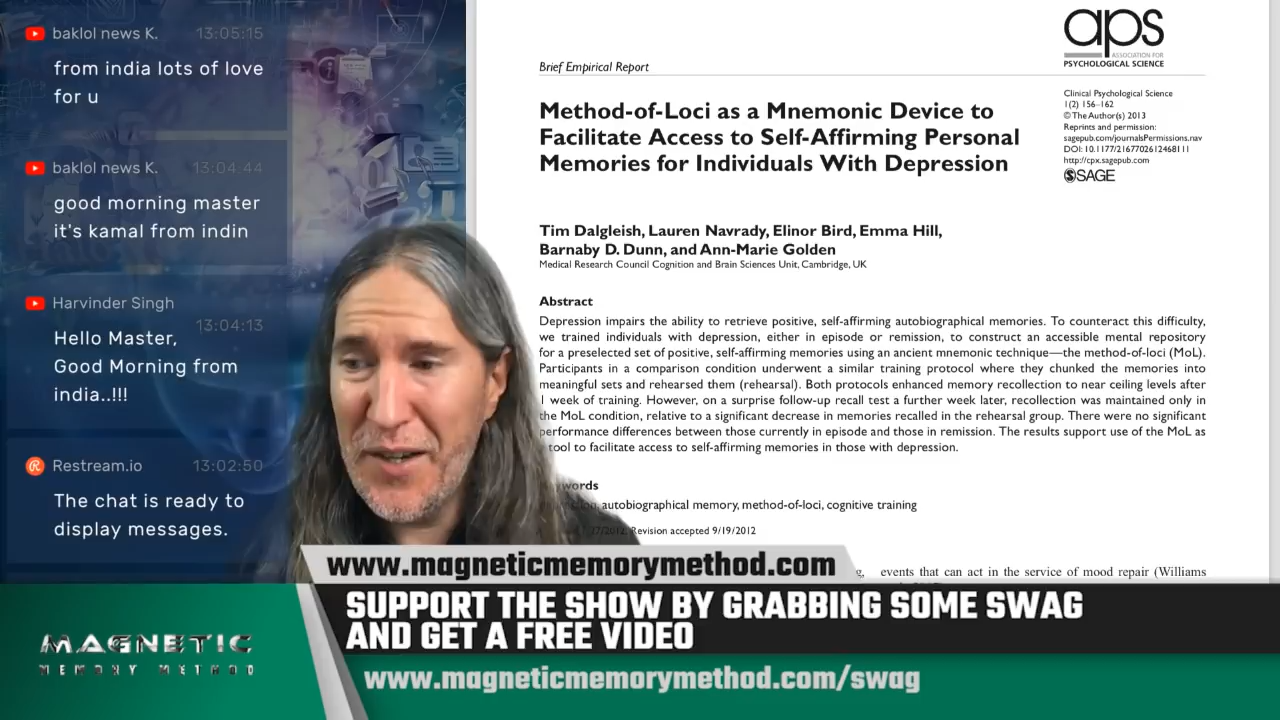 baklol news K.
13:05:15
from india lots of love
for u
baklol news K.
13:04:44
good morning master
it's kamal from indin
Harvinder Singh
13:04:13
Hello Master,
Good Morning from
india..!!!
Restream.io
13:02:50
The chat is ready to
display messages.
Brief Empirical Report
aps
ASSOCIATION FOR
PSYCHOLOGICAL SCIENCE
Method-of-Loci as a Mnemonic Device to
Facilitate Access to Self-Affirming Personal
Memories for Individuals With Depression
Clinical Psychological Science
1(2) 156–162
© The Author(s) 2013
Reprints and permission:
sagepub.com/journalsPermissions.nav
DOI: 10.1177/2167702612468111
http://cpx.sagepub.com
SAGE
Tim Dalgleish, Lauren Navrady, Elinor Bird, Emma Hill,
Barnaby D. Dunn, and Ann-Marie Golden
Medical Research Council Cognition and Brain Sciences Unit, Cambridge, UK
Abstract
Depression impairs the ability to retrieve positive, self-affirming autobiographical memories. To counteract this difficulty,
we trained individuals with depression, either in episode or remission, to construct an accessible mental repository
for a preselected set of positive, self-affirming memories using an ancient mnemonic technique—the method-of-loci (MoL).
Participants in a comparison condition underwent a similar training protocol where they chunked the memories into
meaningful sets and rehearsed them (rehearsal). Both protocols enhanced memory recollection to near ceiling levels after
1 week of training. However, on a surprise follow-up recall test a further week later, recollection was maintained only in
the MoL condition, relative to a significant decrease in memories recalled in the rehearsal group. There were no significant
performance differences between those currently in episode and those in remission. The results support use of the MoL as
tool to facilitate access to self-affirming memories in those with depression.
autobiographical memory, method-of-loci, cognitive training
Revision accepted 9/19/2012
events that can act in the service of mood repair (Williams
www.magneticmemorymethod.com
SUPPORT THE SHOW BY GRABBING SOME SWAG
AND GET A FREE VIDEO
www.magneticmemorymethod.com/swag
MAGNETIC
MEMORY METHOD